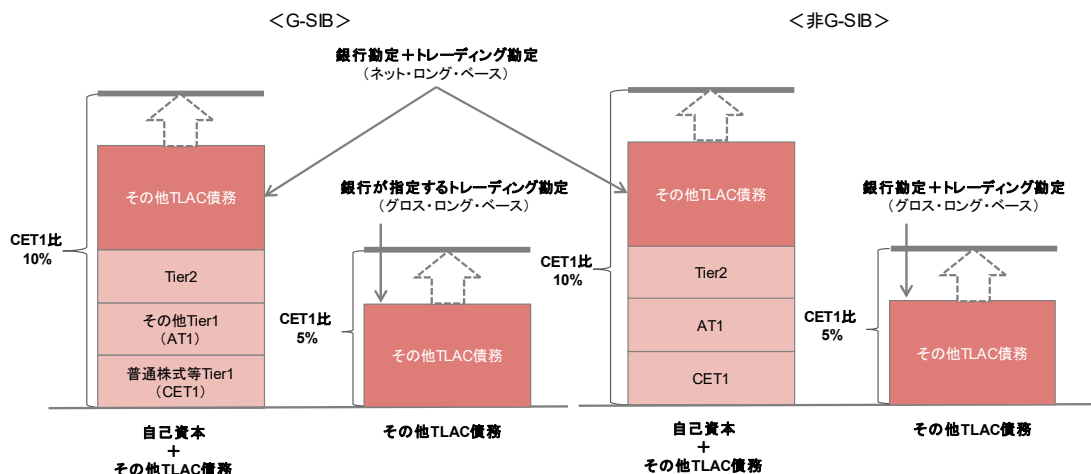 ＜G-SIB＞
銀行勘定＋トレーディング勘定
（ネット・ロング・ベース）
CET1比
10%
その他TLAC債務
Tier2
その他Tier1
（AT1）
普通株式等Tier1
（CET1）
自己資本
＋
その他TLAC債務
銀行が指定するトレーディング勘定
（グロス・ロング・ベース）
CET1比
5%
その他TLAC債務
その他TLAC債務
＜非G-SIB＞
CET1比
10%
その他TLAC債務
Tier2
AT1
CET1
自己資本
＋
その他TLAC債務
銀行勘定＋トレーディング勘定
（グロス・ロング・ベース）
CET1比
5%
その他TLAC債務
その他TLAC債務